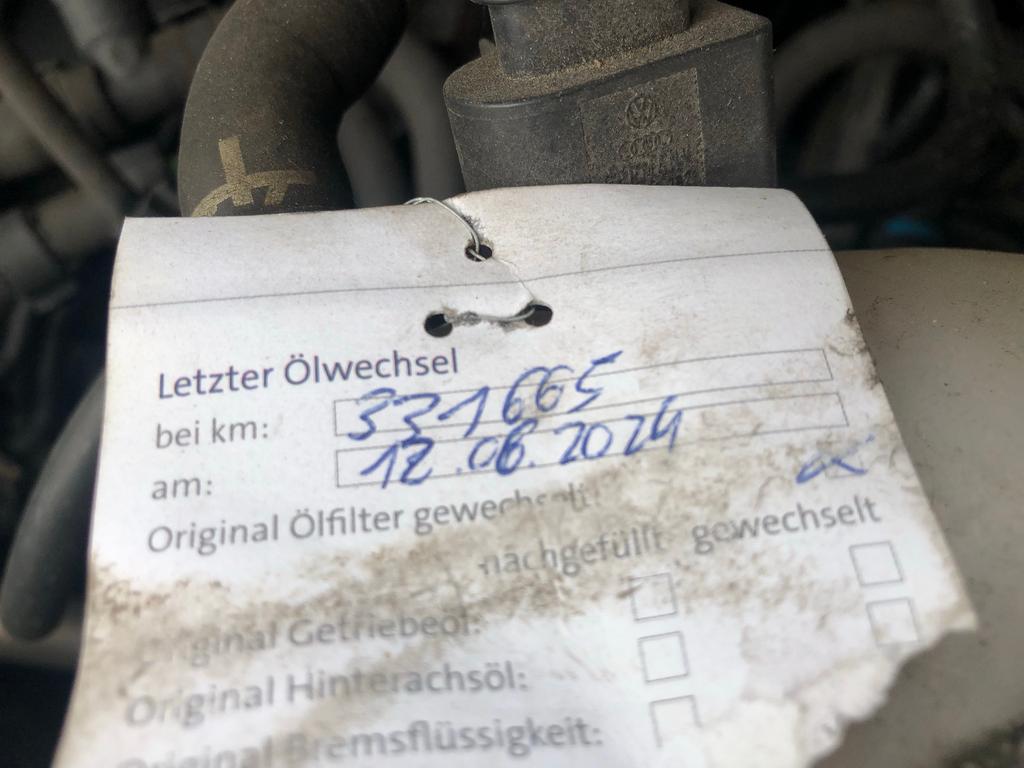 Letzter Ölwechsel
bei km: 331665
am: 12.06.2024
Original Ölfilter gewechselt:
nachgefüllt gewechselt
Original Getriebeöl:
Original Hinterachsöl:
Original Bremsflüssigkeit: